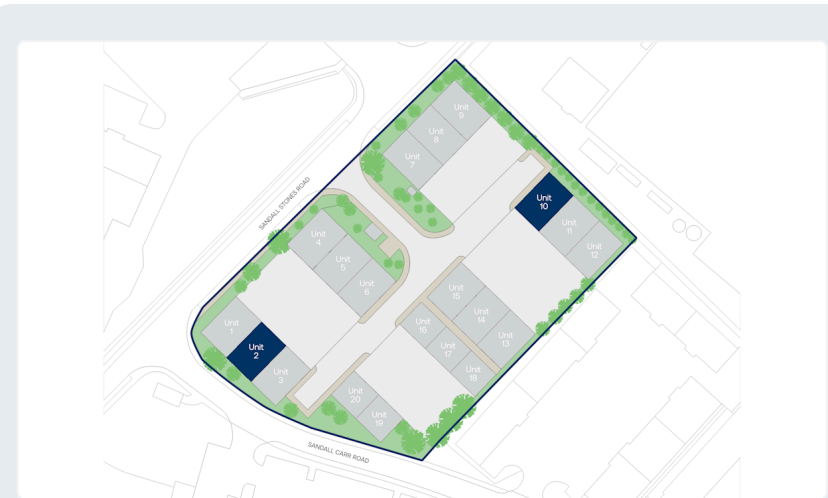 Unit
9
Unit
8
Unit
7
SANDALL STONES ROAD
Unit
10
Unit
11
Unit
12
Unit
4
Unit
5
Unit
6
Unit
15
Unit
14
Unit
13
Unit
1
Unit
2
Unit
3
Unit
16
Unit
17
Unit
18
Unit
20
Unit
19
SANDALL CARR ROAD